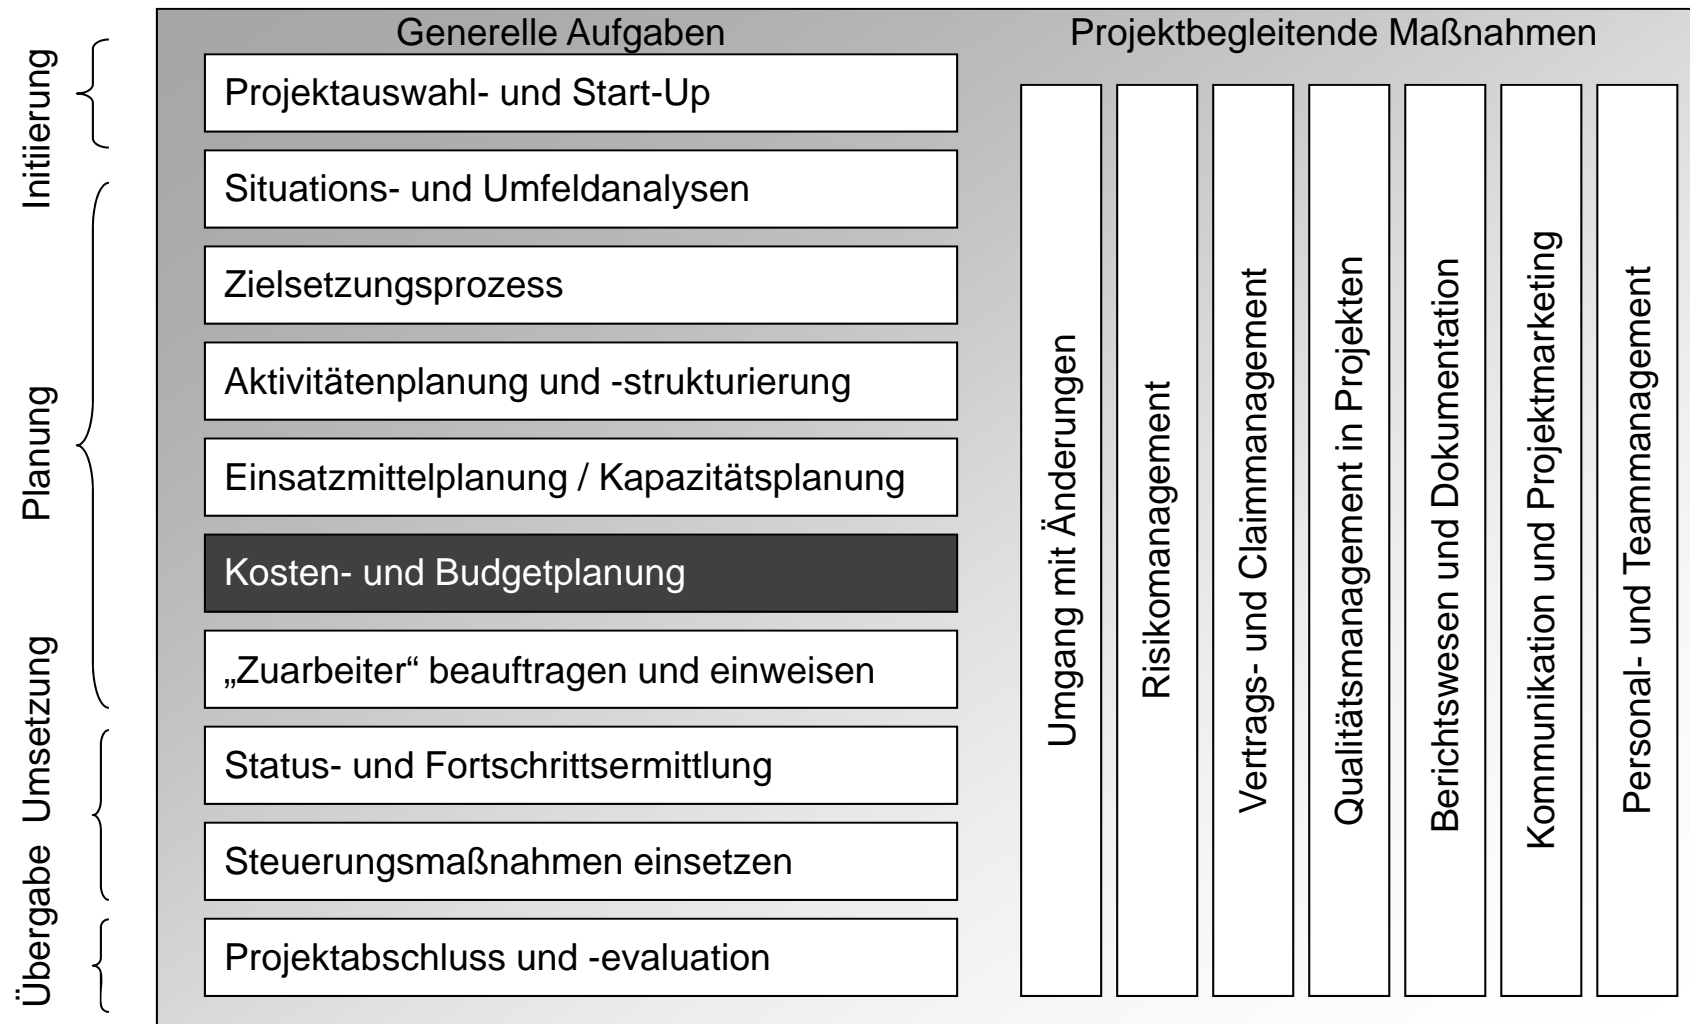 Generelle Aufgaben
Projektbegleitende Maßnahmen
Initiierung
Planung
Umsetzung
Übergabe
Projektauswahl- und Start-Up
Situations- und Umfeldanalysen
Zielsetzungsprozess
Aktivitätenplanung und -strukturierung
Einsatzmittelplanung / Kapazitätsplanung
Kosten- und Budgetplanung
„Zuarbeiter“ beauftragen und einweisen
Status- und Fortschrittsermittlung
Steuerungsmaßnahmen einsetzen
Projektabschluss und -evaluation
Umgang mit Änderungen
Risikomanagement
Vertrags- und Claimmanagement
Qualitätsmanagement in Projekten
Berichtswesen und Dokumentation
Kommunikation und Projektmarketing
Personal- und Teammanagement